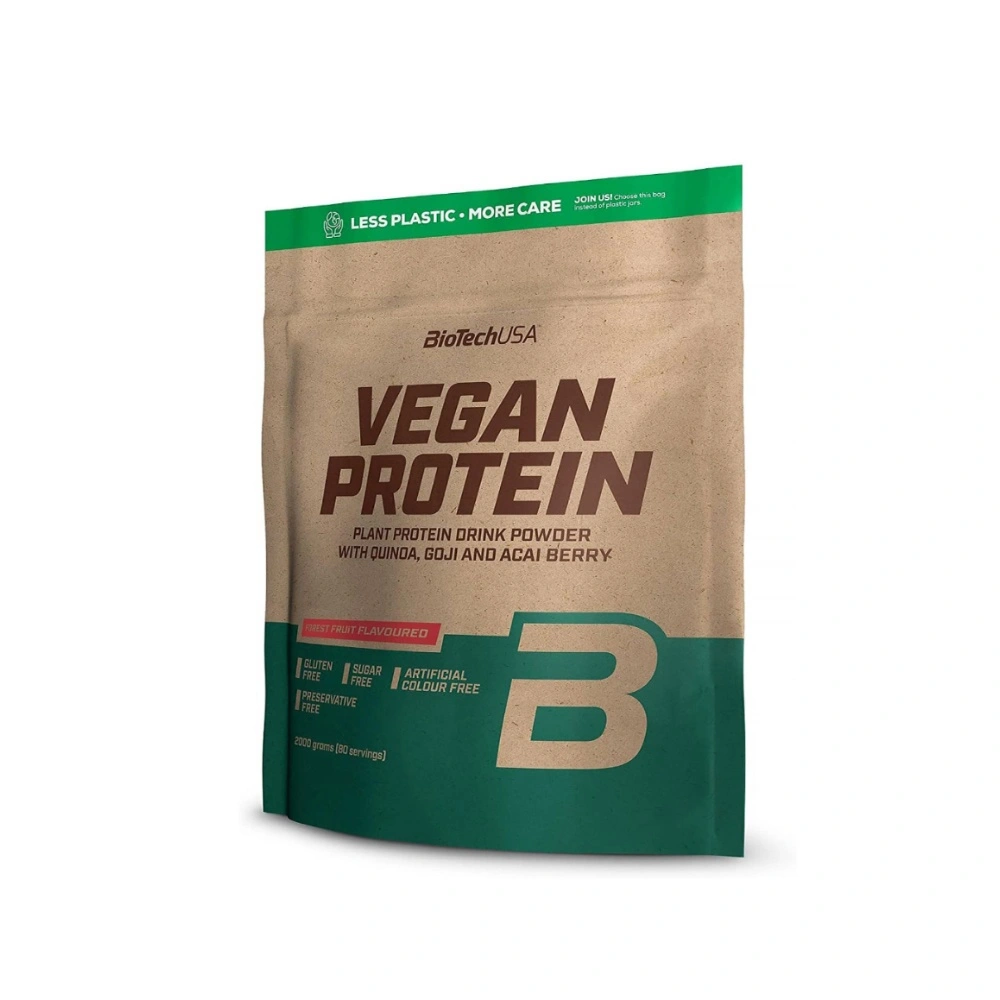 LESS PLASTIC • MORE CARE
JOIN US! Choose this bag
instead of plastic jars.
BioTechUSA
VEGAN
PROTEIN
PLANT PROTEIN DRINK POWDER
WITH QUINOA, GOJI AND ACAI BERRY
FOREST FRUIT FLAVOURED
GLUTEN
FREE
SUGAR
FREE
ARTIFICIAL
COLOUR FREE
PRESERVATIVE
FREE
2000 grams (80 servings)
B